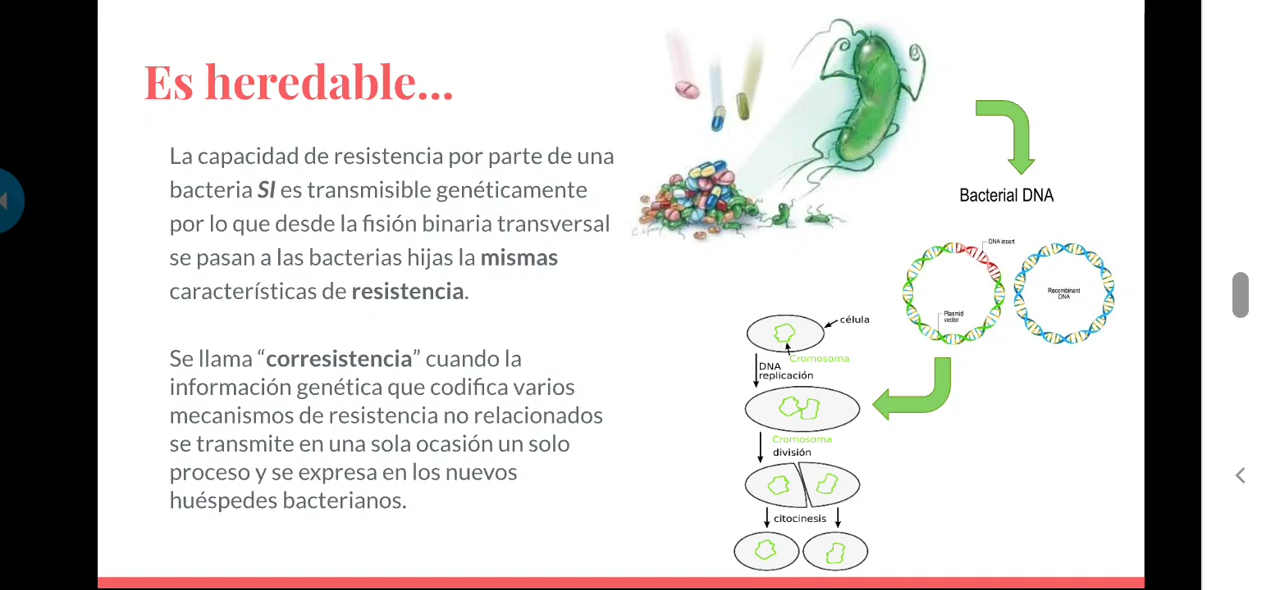 Es heredable...
La capacidad de resistencia por parte de una
bacteria SI es transmisible genéticamente
por lo que desde la fisión binaria transversal
se pasan a las bacterias hijas la mismas
características de resistencia.
Se llama “corresistencia” cuando la
información genética que codifica varios
mecanismos de resistencia no relacionados
se transmite en una sola ocasión un solo
proceso y se expresa en los nuevos
huéspedes bacterianos.
Bacterial DNA
DNA insert
Plasmid
vector
Recombinant
DNA
célula
Cromosoma
DNA
replicación
Cromosoma
división
citocinesis